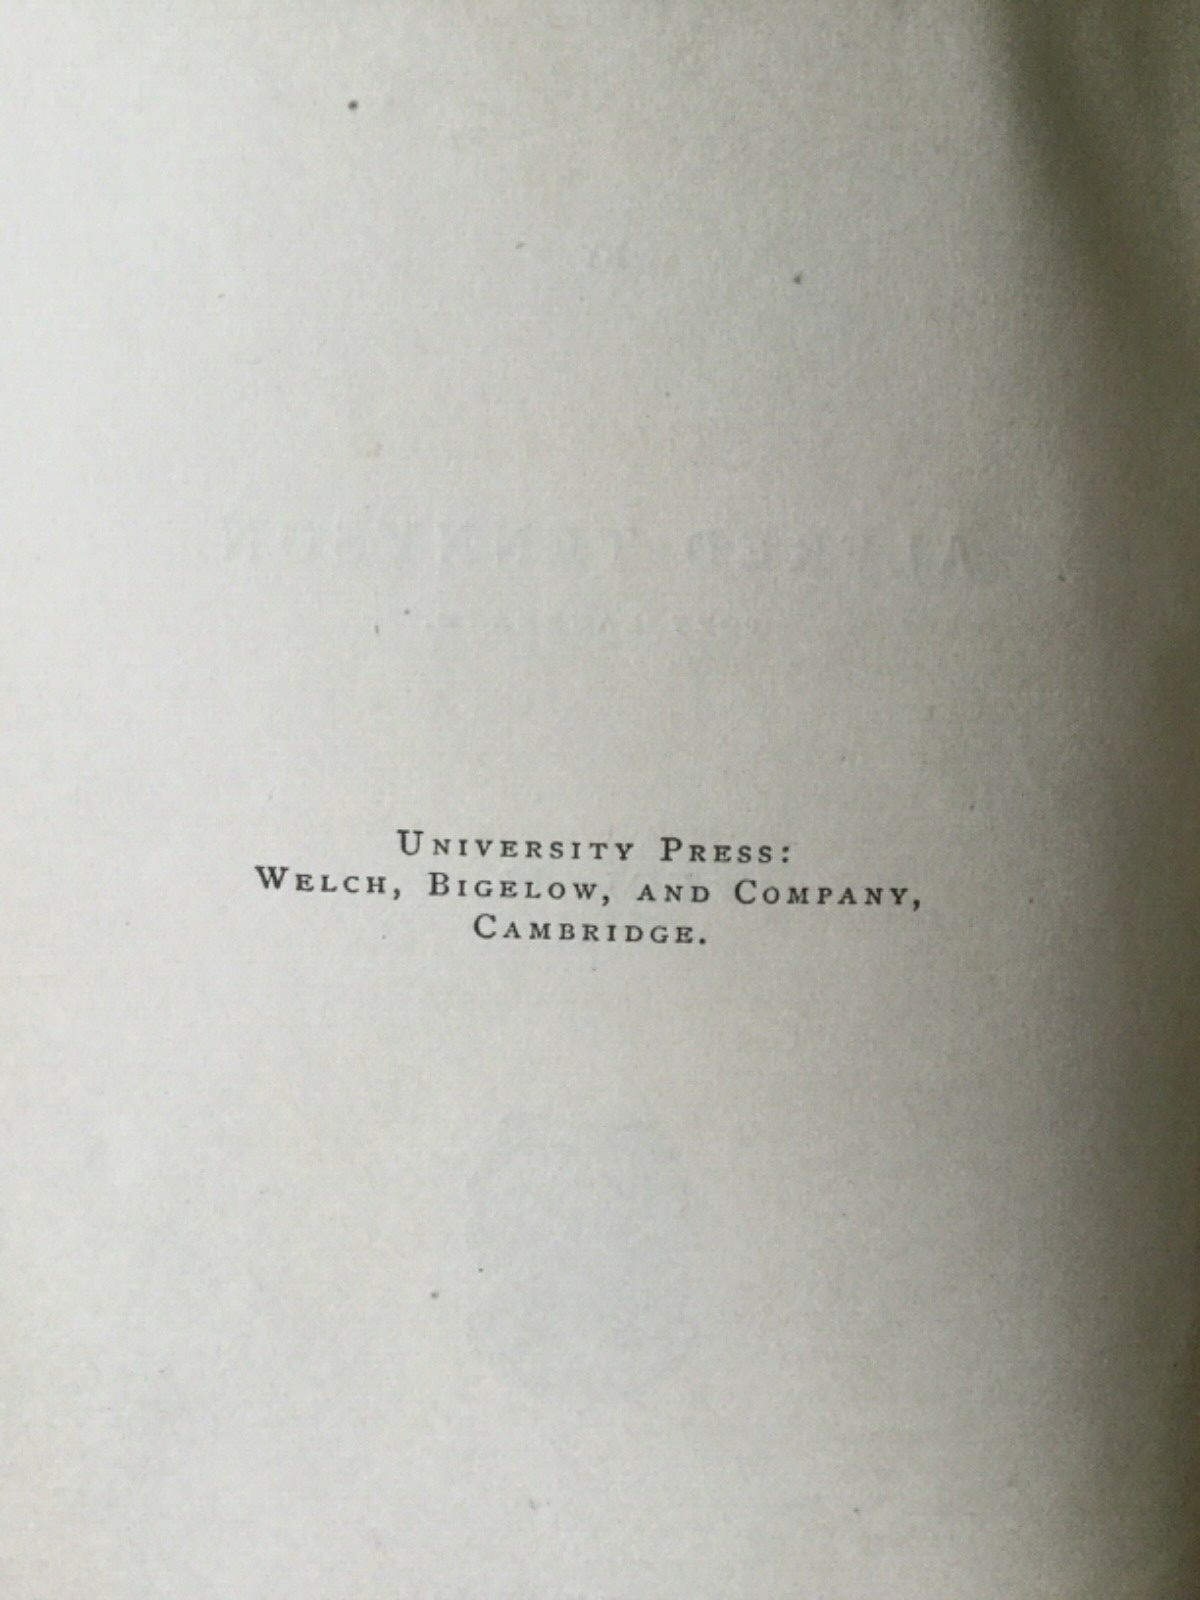 UNIVERSITY PRESS:
WELCH, BIGELOW, AND COMPANY,
CAMBRIDGE.